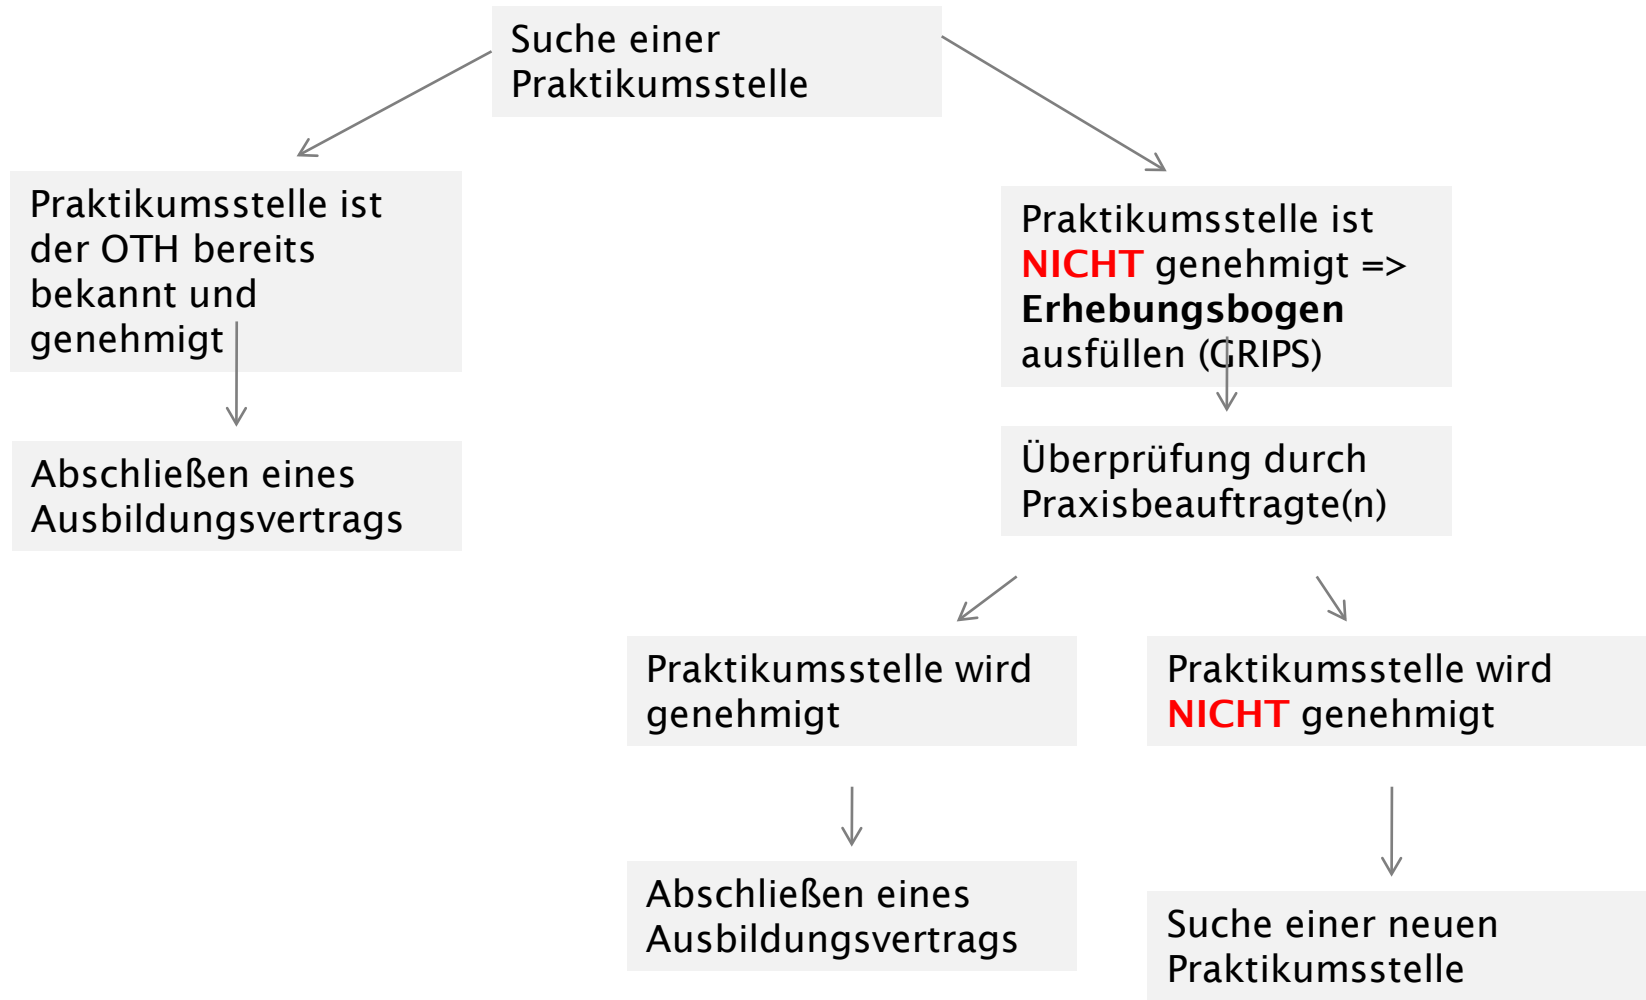 Suche einer
Praktikumsstelle
Praktikumsstelle ist
der OTH bereits
bekannt und
genehmigt
Praktikumsstelle ist
NICHT genehmigt =>
Erhebungsbogen
ausfüllen (GRIPS)
Abschließen eines
Ausbildungsvertrags
Überprüfung durch
Praxisbeauftragte(n)
Praktikumsstelle wird
genehmigt
Praktikumsstelle wird
NICHT genehmigt
Abschließen eines
Ausbildungsvertrags
Suche einer neuen
Praktikumsstelle